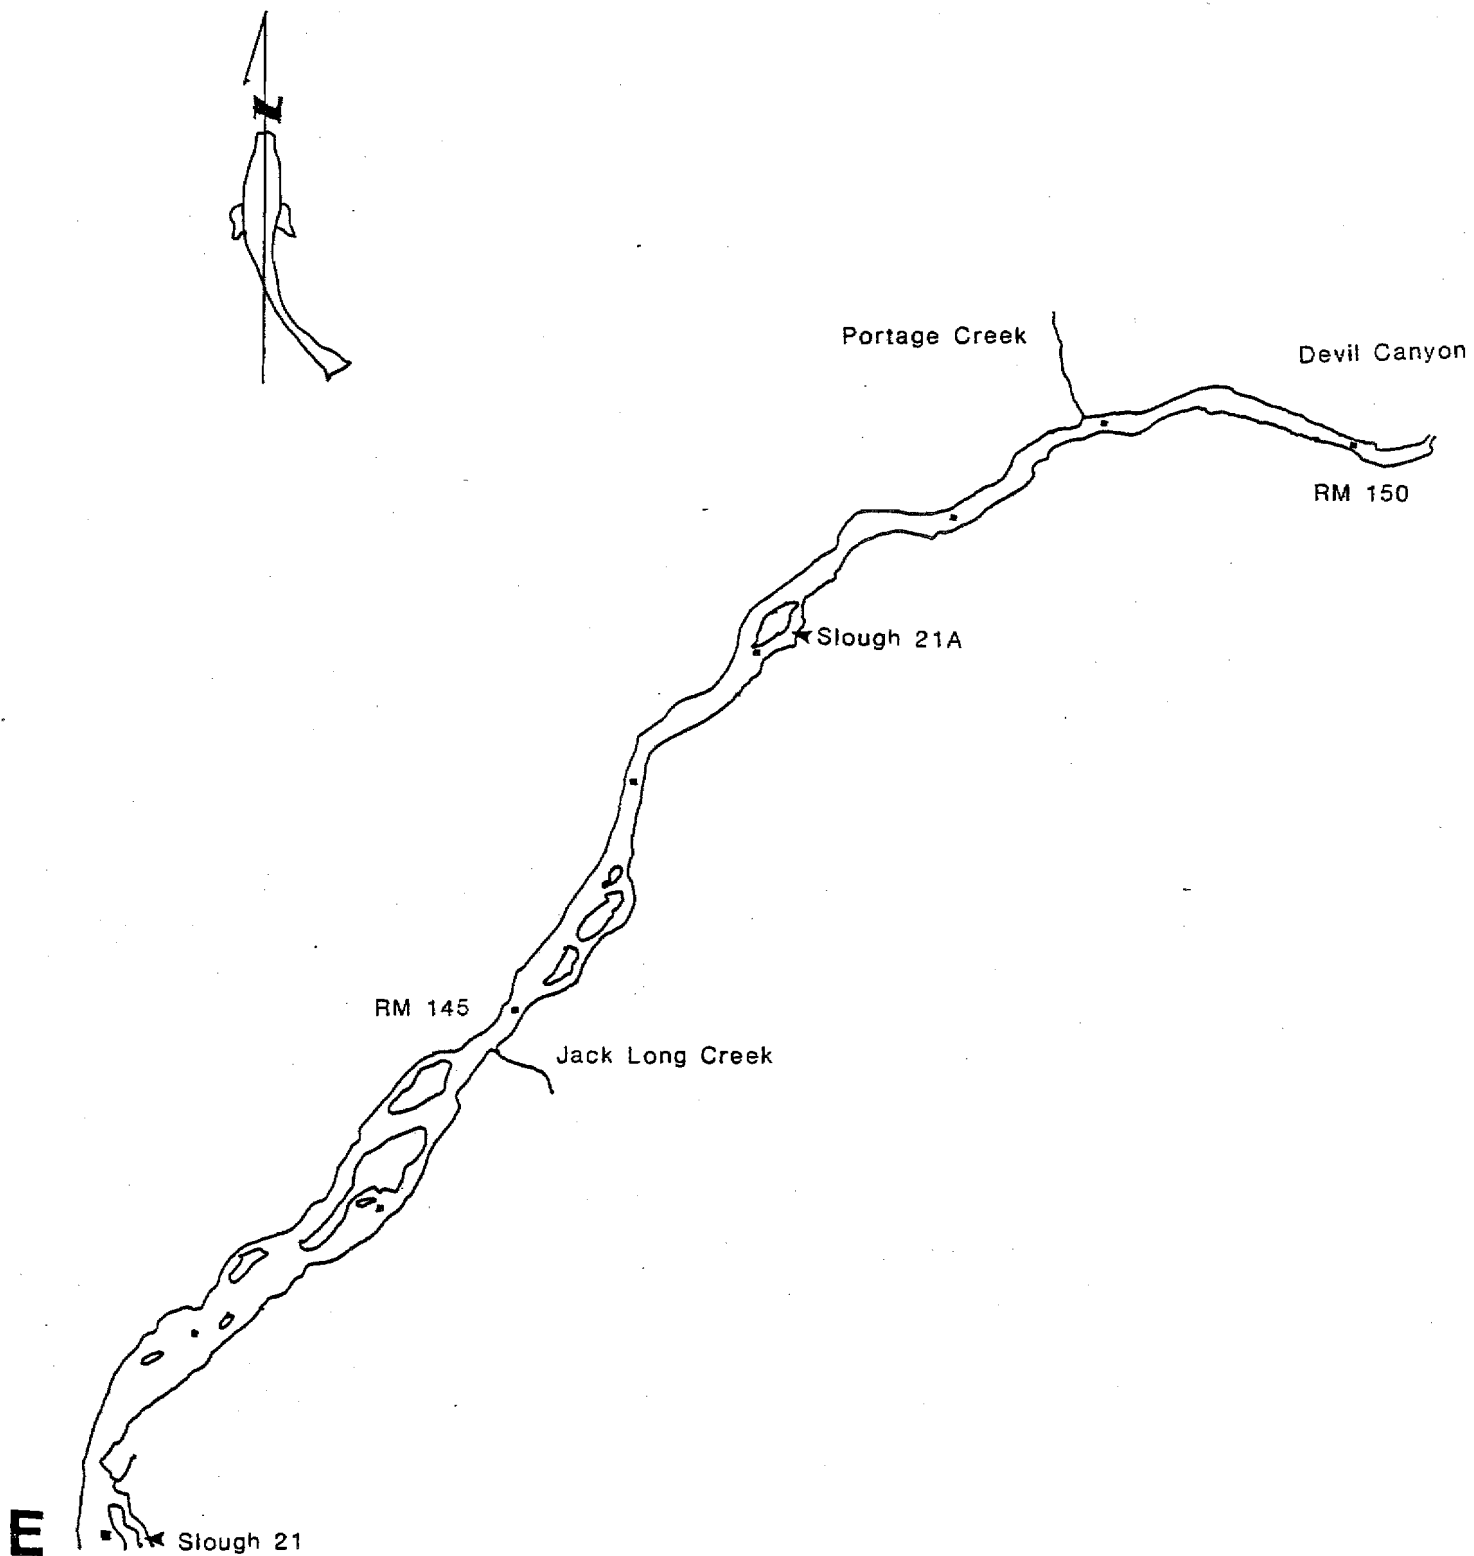 N
Portage Creek
Devil Canyon
RM 150
Slough 21A
RM 145
Jack Long Creek
E
Slough 21